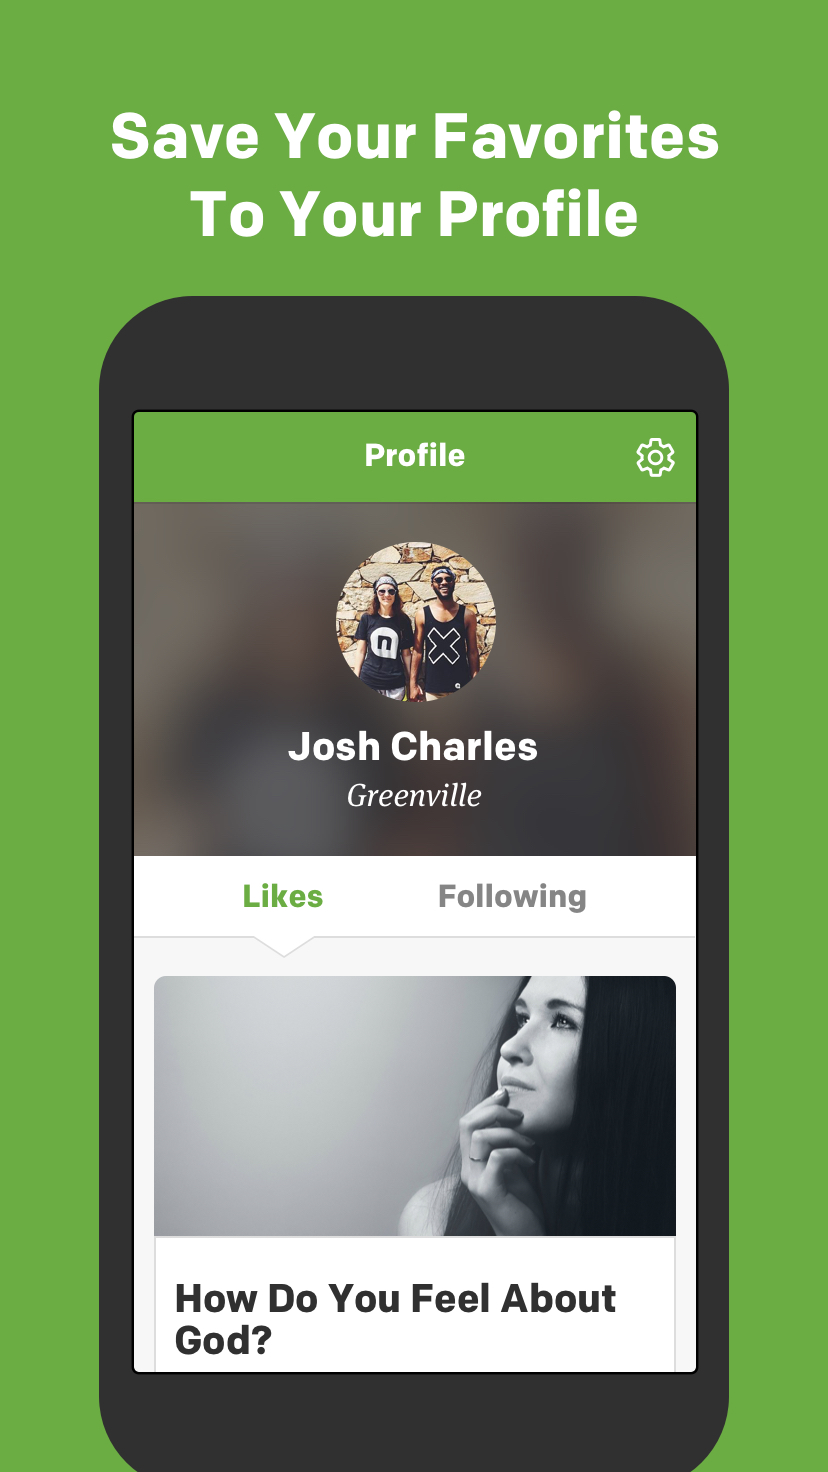 Save Your Favorites
To Your Profile
Profile
n
Josh Charles
Greenville
Likes
Following
How Do You Feel About
God?